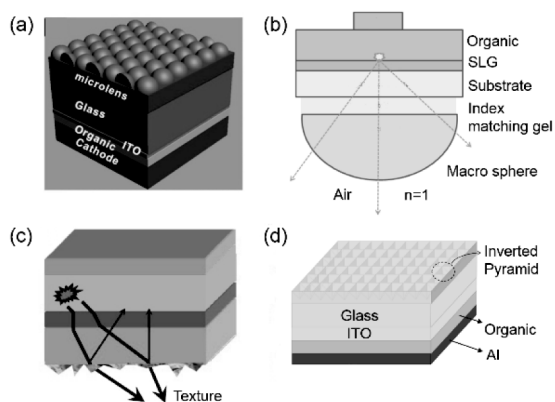 (a)
microlens
Glass
Organic ITO
Cathode
(b)
Organic
SLG
Substrate
Index
matching gel
Macro sphere
Air n=1
(c)
Texture
(d)
Inverted
Pyramid
Glass
ITO
Organic
Al